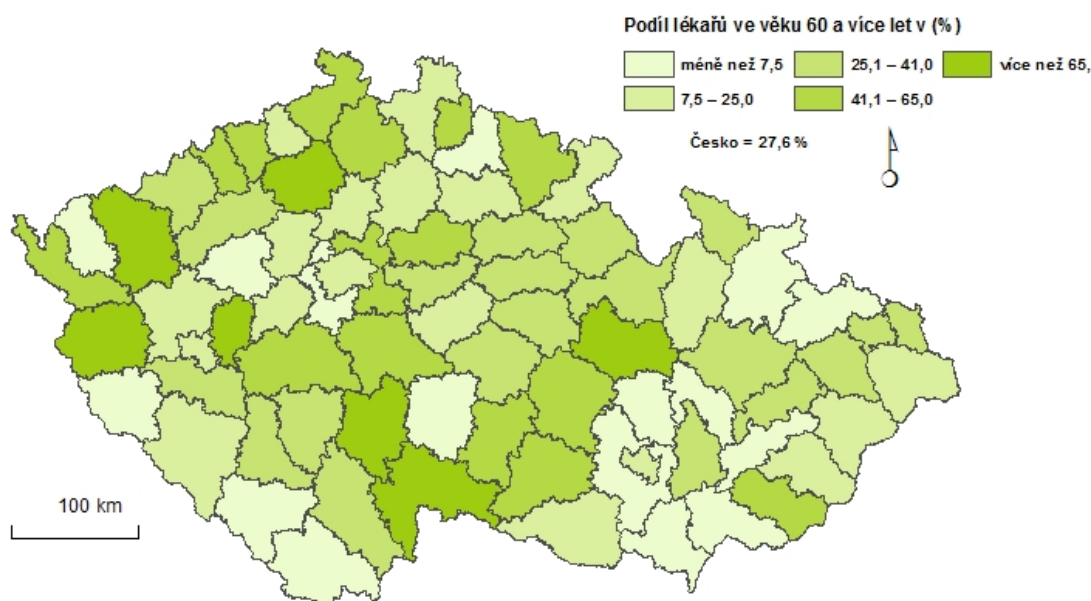 Podíl lékařů ve věku 60 a více let v (%)
méně než 7,5
25,1 – 41,0
více než 65,
7,5 – 25,0
41,1 – 65,0
Česko = 27,6 %
100 km